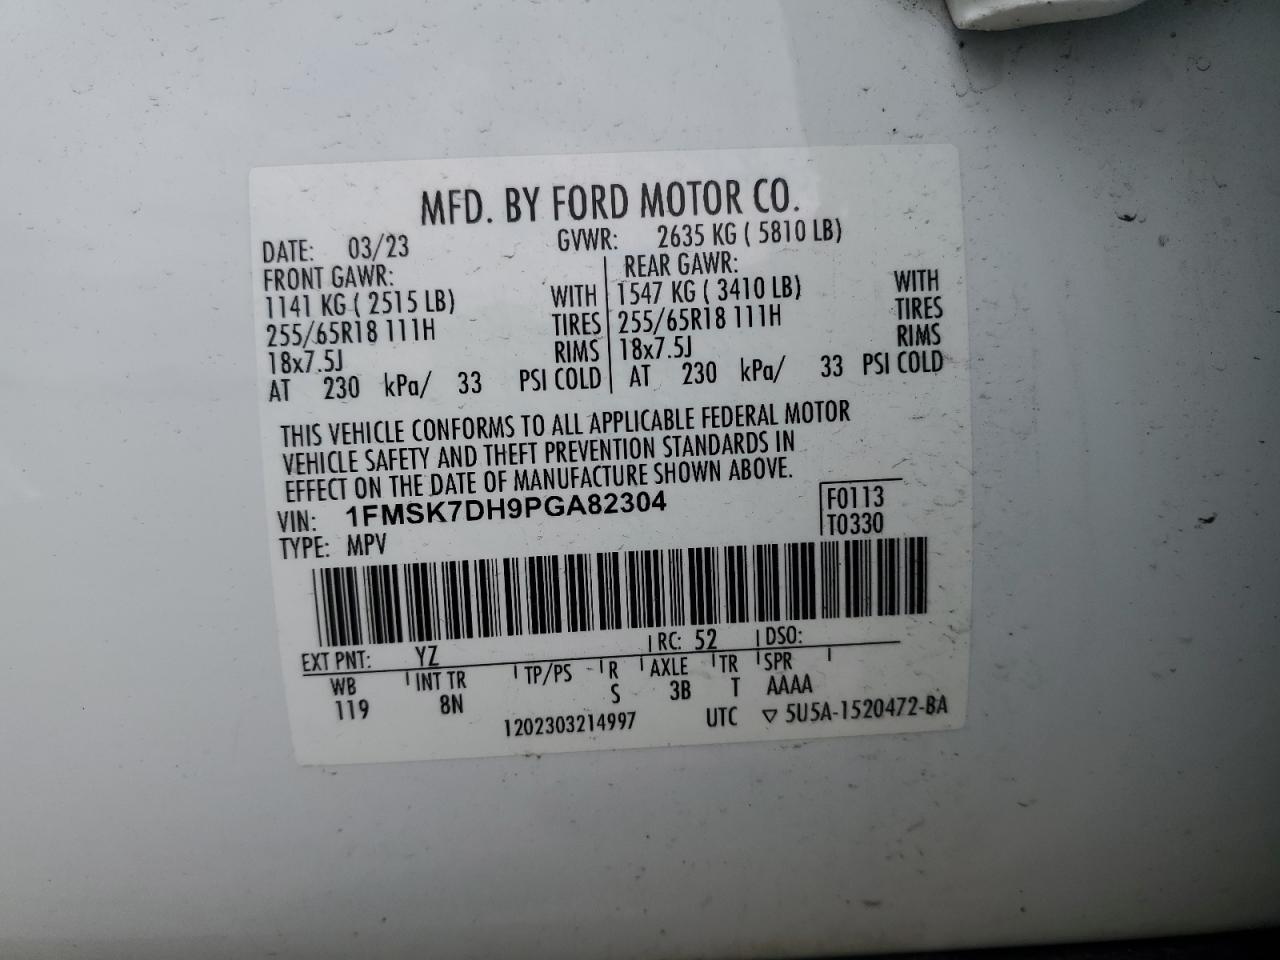 MFD. BY FORD MOTOR CO.
DATE: 03/23 GVWR: 2635 KG ( 5810 LB)
FRONT GAWR: REAR GAWR:
1141 KG ( 2515 LB) WITH 1547 KG ( 3410 LB) WITH
255/65R18 111H TIRES 255/65R18 111H TIRES
18x7.5J RIMS 18x7.5J RIMS
AT 230 kPa/ 33 PSI COLD AT 230 kPa/ 33 PSI COLD
THIS VEHICLE CONFORMS TO ALL APPLICABLE FEDERAL MOTOR
VEHICLE SAFETY AND THEFT PREVENTION STANDARDS IN
EFFECT ON THE DATE OF MANUFACTURE SHOWN ABOVE.
VIN: 1FMSK7DH9PGA82304 F0113
TYPE: MPV T0330
EXT PNT: YZ RC: 52 DSO:
WB INT TR TP/PS R AXLE TR SPR
119 8N S 3B T AAAA
1202303214997 UTC ▽ 5U5A-1520472-BA